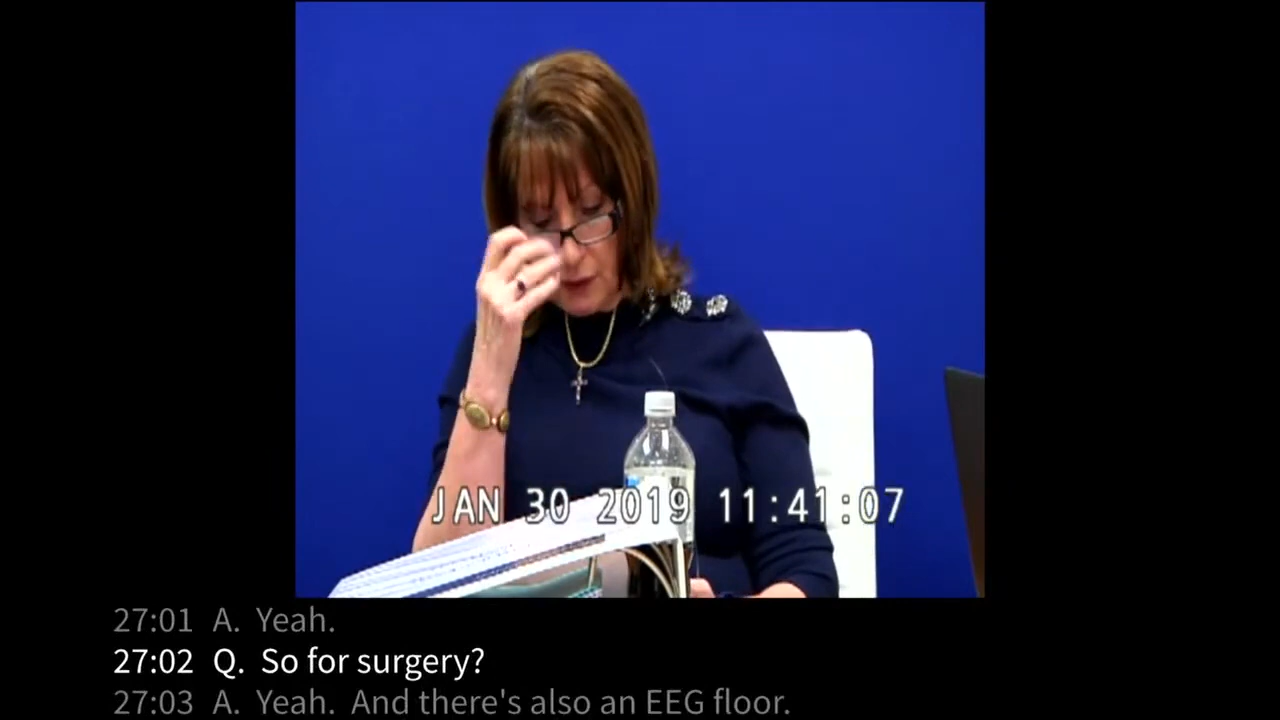 JAN 30 2019 11:41:07
27:01 A. Yeah.
27:02 Q. So for surgery?
27:03 A. Yeah. And there's also an EEG floor.